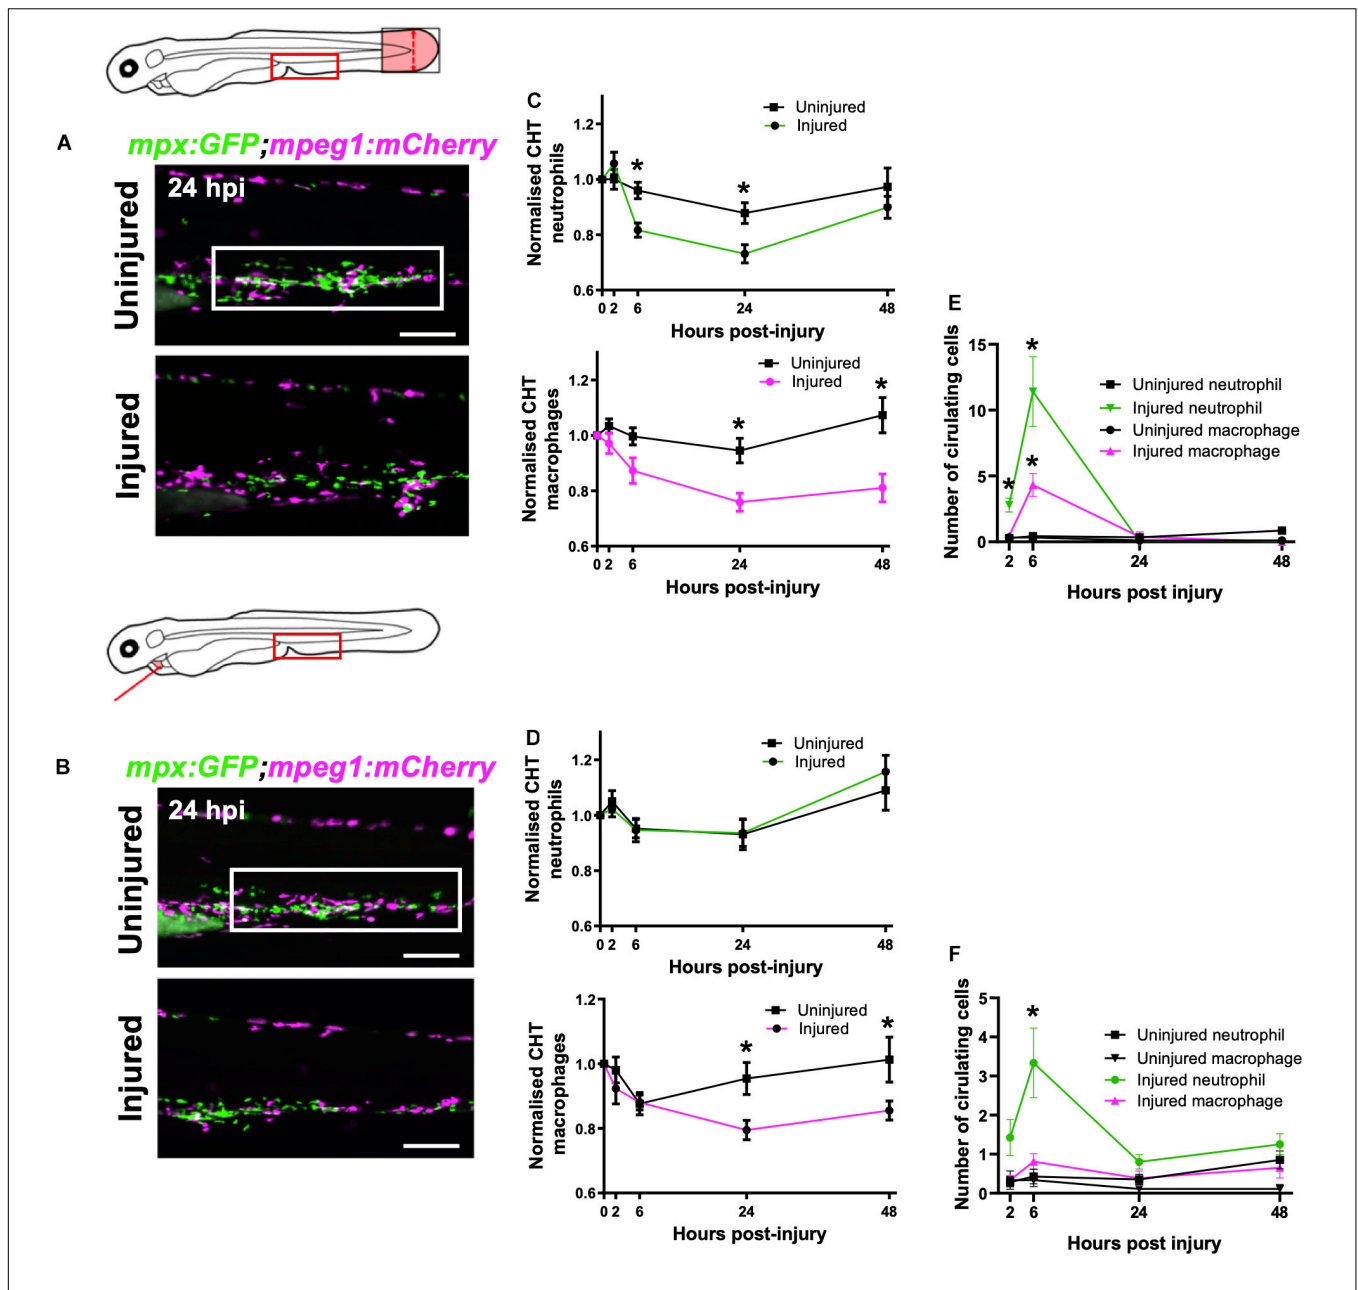 A
mpx:GFP;mpeg1:mCherry
Uninjured
24 hpi
Injured
C
Normalised CHT
neutrophils
1.2
1.0
0.8
0.6
Uninjured
Injured
*
*
0 2 6 24 48
Hours post-injury
Normalised CHT
macrophages
1.2
1.0
0.8
0.6
Uninjured
Injured
*
*
0 2 6 24 48
Hours post-injury
E
Number of cirulating cells
15
10
5
0
*
*
*
Uninjured neutrophil
Injured neutrophil
Uninjured macrophage
Injured macrophage
2 6 24 48
Hours post injury
B
mpx:GFP;mpeg1:mCherry
Uninjured
24 hpi
Injured
D
Normalised CHT
neutrophils
1.2
1.0
0.8
0.6
Uninjured
Injured
0 2 6 24 48
Hours post-injury
Normalised CHT
macrophages
1.2
1.0
0.8
0.6
Uninjured
Injured
*
*
0 2 6 24 48
Hours post-injury
F
Number of cirulating cells
5
4
3
2
1
0
*
Uninjured neutrophil
Uninjured macrophage
Injured neutrophil
Injured macrophage
2 6 24 48
Hours post injury